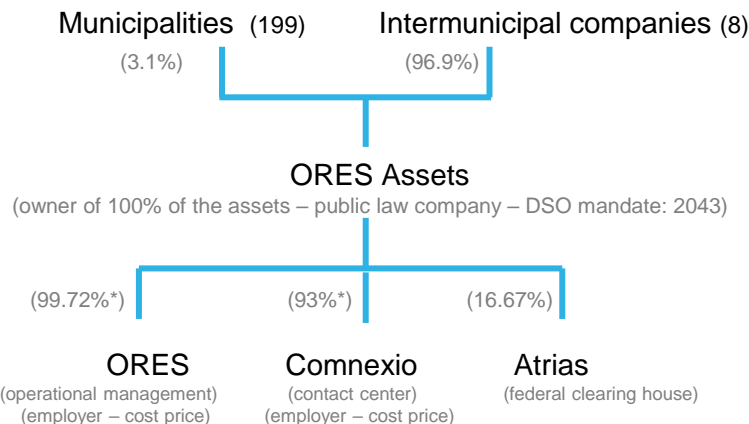 Municipalities (199) Intermunicipal companies (8)
(3.1%) (96.9%)
ORES Assets
(owner of 100% of the assets – public law company – DSO mandate: 2043)
(99.72%*) (93%*) (16.67%)
ORES Comnexio Atrias
(operational management) (contact center) (federal clearing house)
(employer – cost price) (employer – cost price)